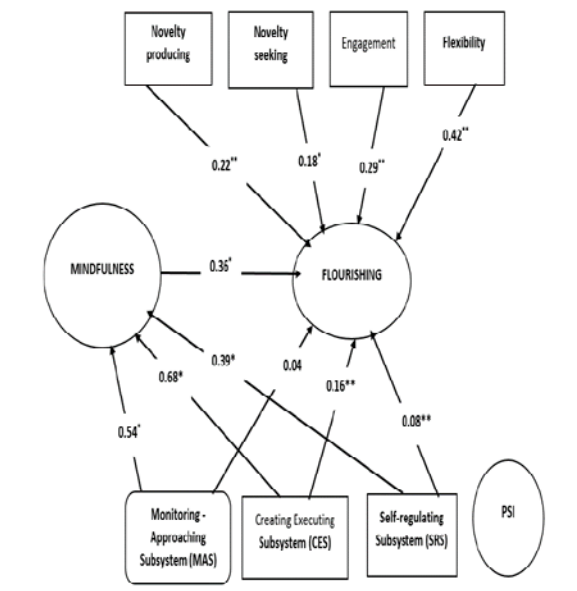 Novelty
producing
Novelty
seeking
Engagement
Flexibility
0.22**
0.18*
0.29**
0.42**
MINDFULNESS
0.36*
FLOURISHING
0.54*
0.68*
0.39*
0.04
0.16**
0.08**
Monitoring -
Approaching
Subsystem (MAS)
Creating Executing
Subsystem (CES)
Self-regulating
Subsystem (SRS)
PSI